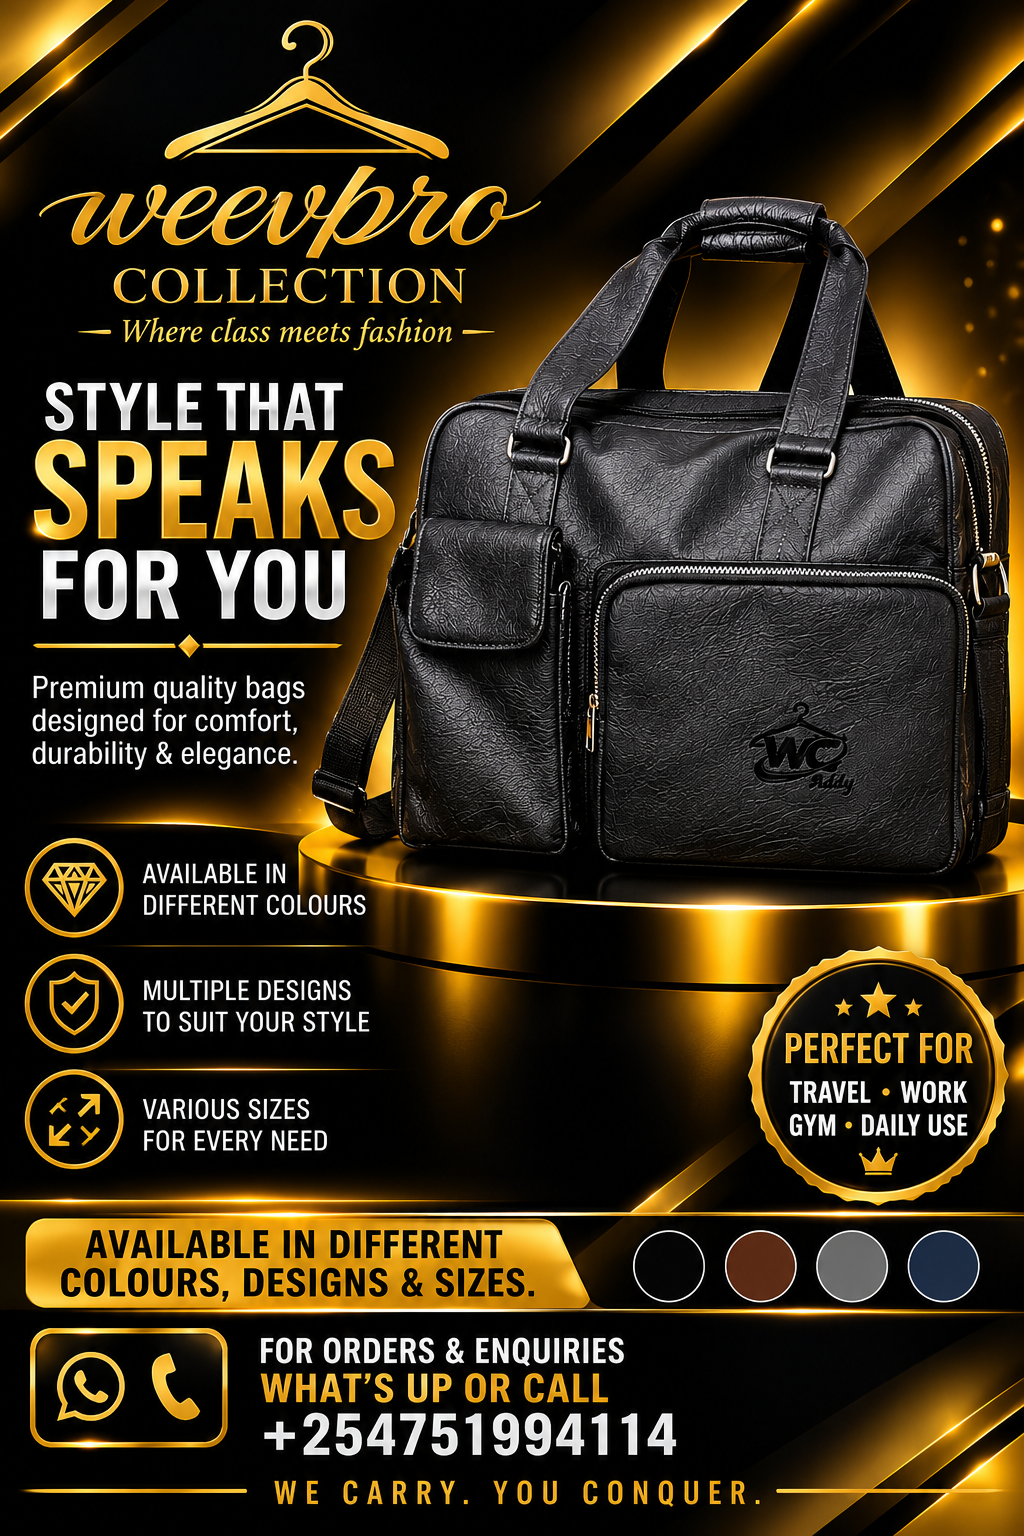 weevpro
COLLECTION
Where class meets fashion
STYLE THAT
SPEAKS
FOR YOU
Premium quality bags
designed for comfort,
durability & elegance.
WC
Addy
AVAILABLE IN
DIFFERENT COLOURS
MULTIPLE DESIGNS
TO SUIT YOUR STYLE
VARIOUS SIZES
FOR EVERY NEED
PERFECT FOR
TRAVEL • WORK
GYM • DAILY USE
AVAILABLE IN DIFFERENT
COLOURS, DESIGNS & SIZES.
FOR ORDERS & ENQUIRIES
WHAT'S UP OR CALL
+254751994114
WE CARRY. YOU CONQUER.